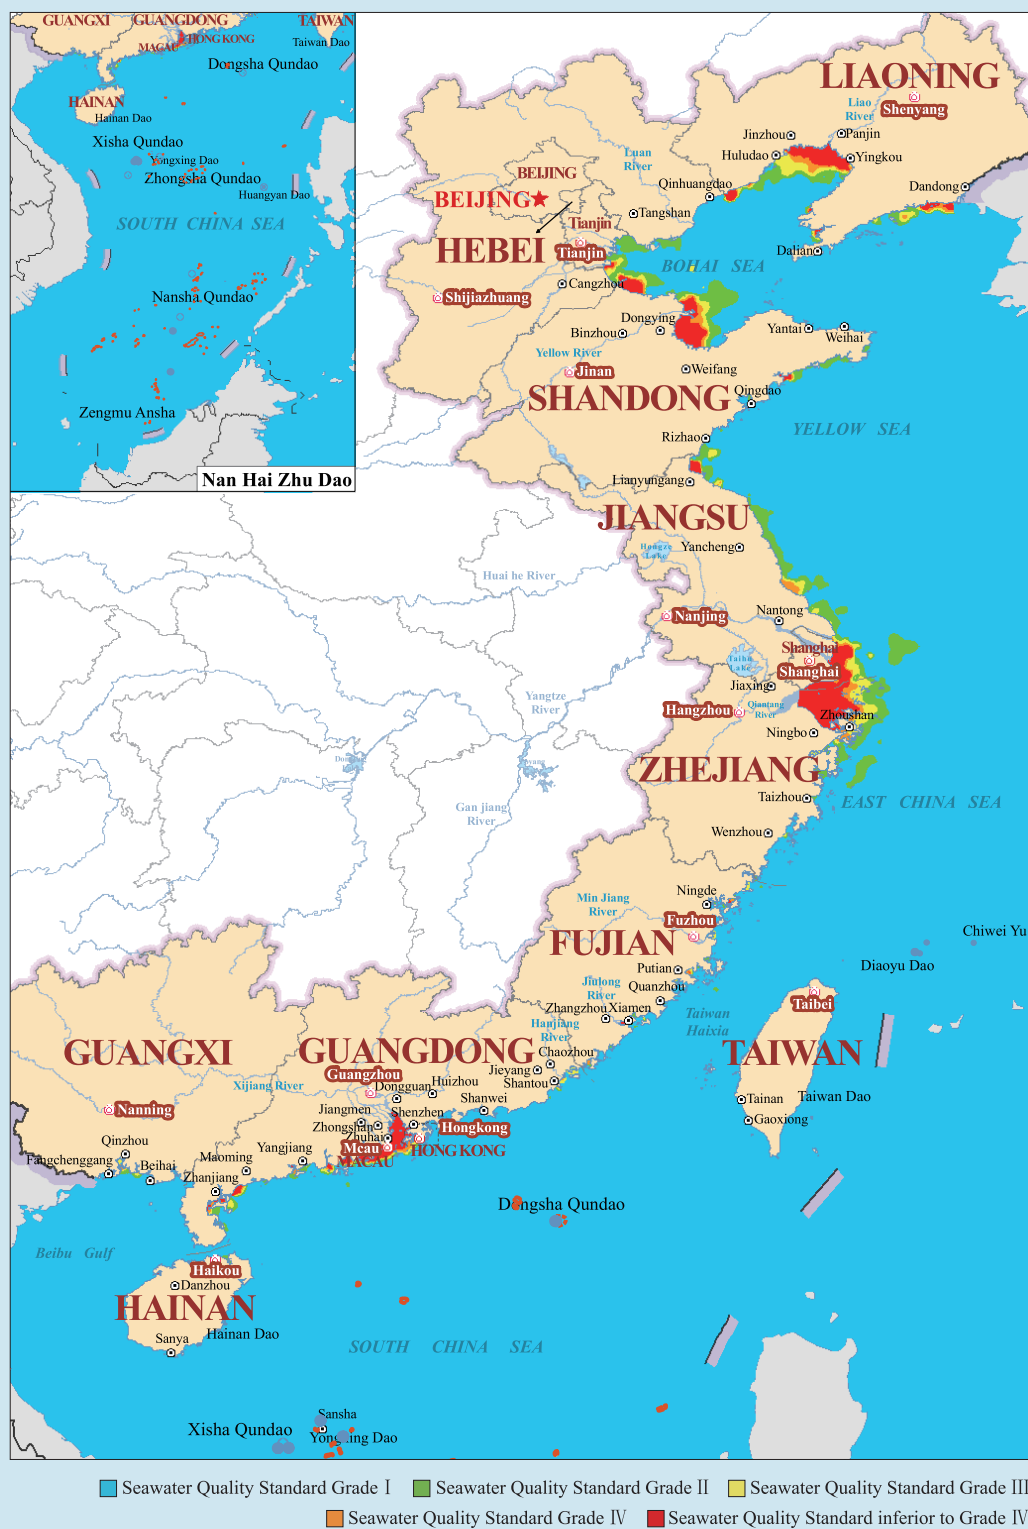 GUANGXI
GUANGDONG
TAIWAN
MACAU
HONG KONG
Taiwan Dao
Dongsha Qundao
HAINAN
Hainan Dao
Xisha Qundao
Yongxing Dao
Zhongsha Qundao
Huangyan Dao
SOUTH CHINA SEA
Nansha Qundao
Zengmu Ansha
Nan Hai Zhu Dao
LIAONING
Liao
River
Shenyang
Jinzhou
Panjin
Huludao
Yingkou
Luan
River
BEIJING
Qinhuangdao
Dandong
BEIJING
Tangshan
Tianjin
HEBEI
Tianjin
Dalian
BOHAI SEA
Cangzhou
Shijiazhuang
Dongying
Binzhou
Yantai
Weihai
Yellow River
Jinan
Weifang
SHANDONG
Qingdao
YELLOW SEA
Rizhao
Lianyungang
JIANGSU
Hongze
Lake
Yancheng
Huai he River
Nanjing
Nantong
Shanghai
Taihu
Lake
Shanghai
Jiaxing
Yangtze
River
Hangzhou
Qiantang
River
Zhoushan
Ningbo
ZHEJIANG
Taizhou
EAST CHINA SEA
Gan jiang
River
Wenzhou
Ningde
Min Jiang
River
Fuzhou
FUJIAN
Chiwei Yu
Diaoyu Dao
Putian
Jiulong
River
Quanzhou
Taibei
Zhangzhou
Xiamen
Taiwan
Haixia
Hanjiang
River
GUANGXI
GUANGDONG
TAIWAN
Chaozhou
Guangzhou
Jieyang
Xijiang River
Dongguan
Huizhou
Shantou
Tainan
Taiwan Dao
Nanning
Jiangmen
Shenzhen
Shanwei
Gaoxiong
Zhongshan
Hongkong
Zhuhai
Qinzhou
Yangjiang
Mcau
HONG KONG
Fangchenggang
Beihai
Maoming
MACAU
Zhanjiang
Dongsha Qundao
Beibu Gulf
Haikou
Danzhou
HAINAN
Sanya
Hainan Dao
SOUTH CHINA SEA
Sansha
Xisha Qundao
Yongxing Dao
Seawater Quality Standard Grade Ⅰ
Seawater Quality Standard Grade Ⅱ
Seawater Quality Standard Grade Ⅲ
Seawater Quality Standard Grade Ⅳ
Seawater Quality Standard inferior to Grade Ⅳ